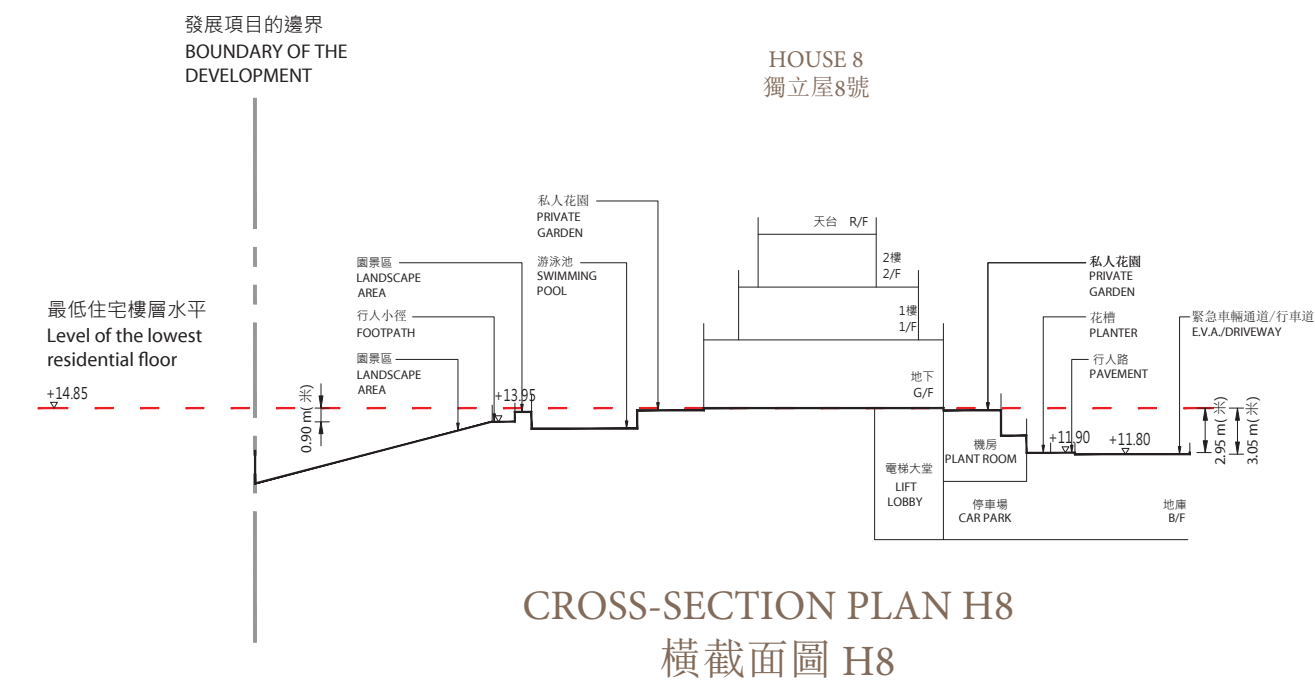 發展項目的邊界
BOUNDARY OF THE
DEVELOPMENT
HOUSE 8
獨立屋8號
私人花園
PRIVATE
GARDEN
天台 R/F
園景區
LANDSCAPE
AREA
游泳池
SWIMMING
POOL
2樓
2/F
私人花園
PRIVATE
GARDEN
最低住宅樓層水平
Level of the lowest
residential floor
行人小徑
FOOTPATH
1樓
1/F
花槽
PLANTER
緊急車輛通道/行車道
E.V.A./DRIVEWAY
園景區
LANDSCAPE
AREA
行人路
PAVEMENT
地下
G/F
+14.85
+13.95
0.90 m(米)
2.95 m(米)
3.05 m(米)
+11.90
+11.80
機房
PLANT ROOM
電梯大堂
LIFT
LOBBY
停車場
CAR PARK
地庫
B/F
CROSS-SECTION PLAN H8
橫截面圖 H8